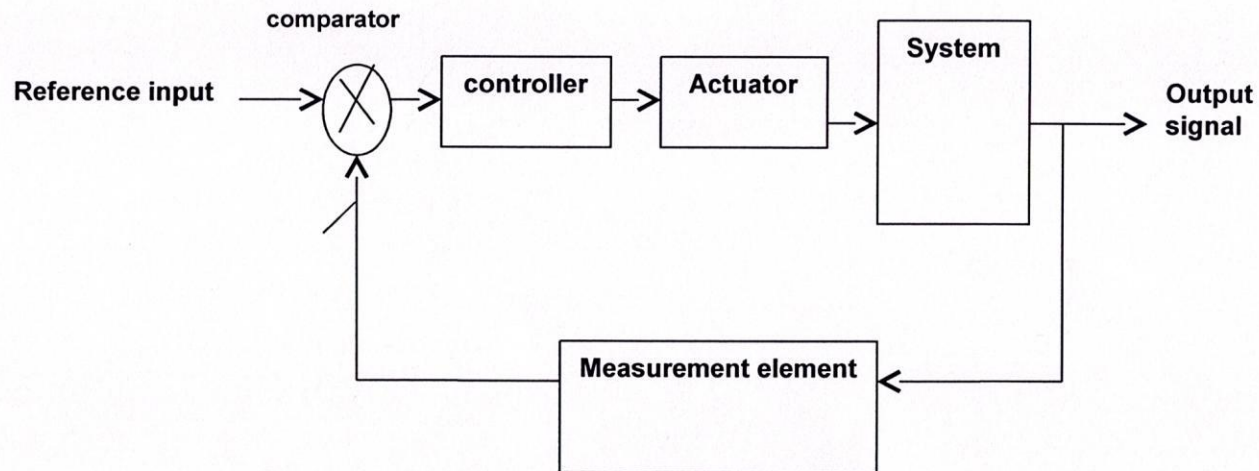 comparator
Reference input
controller
Actuator
System
Output
signal
Measurement element